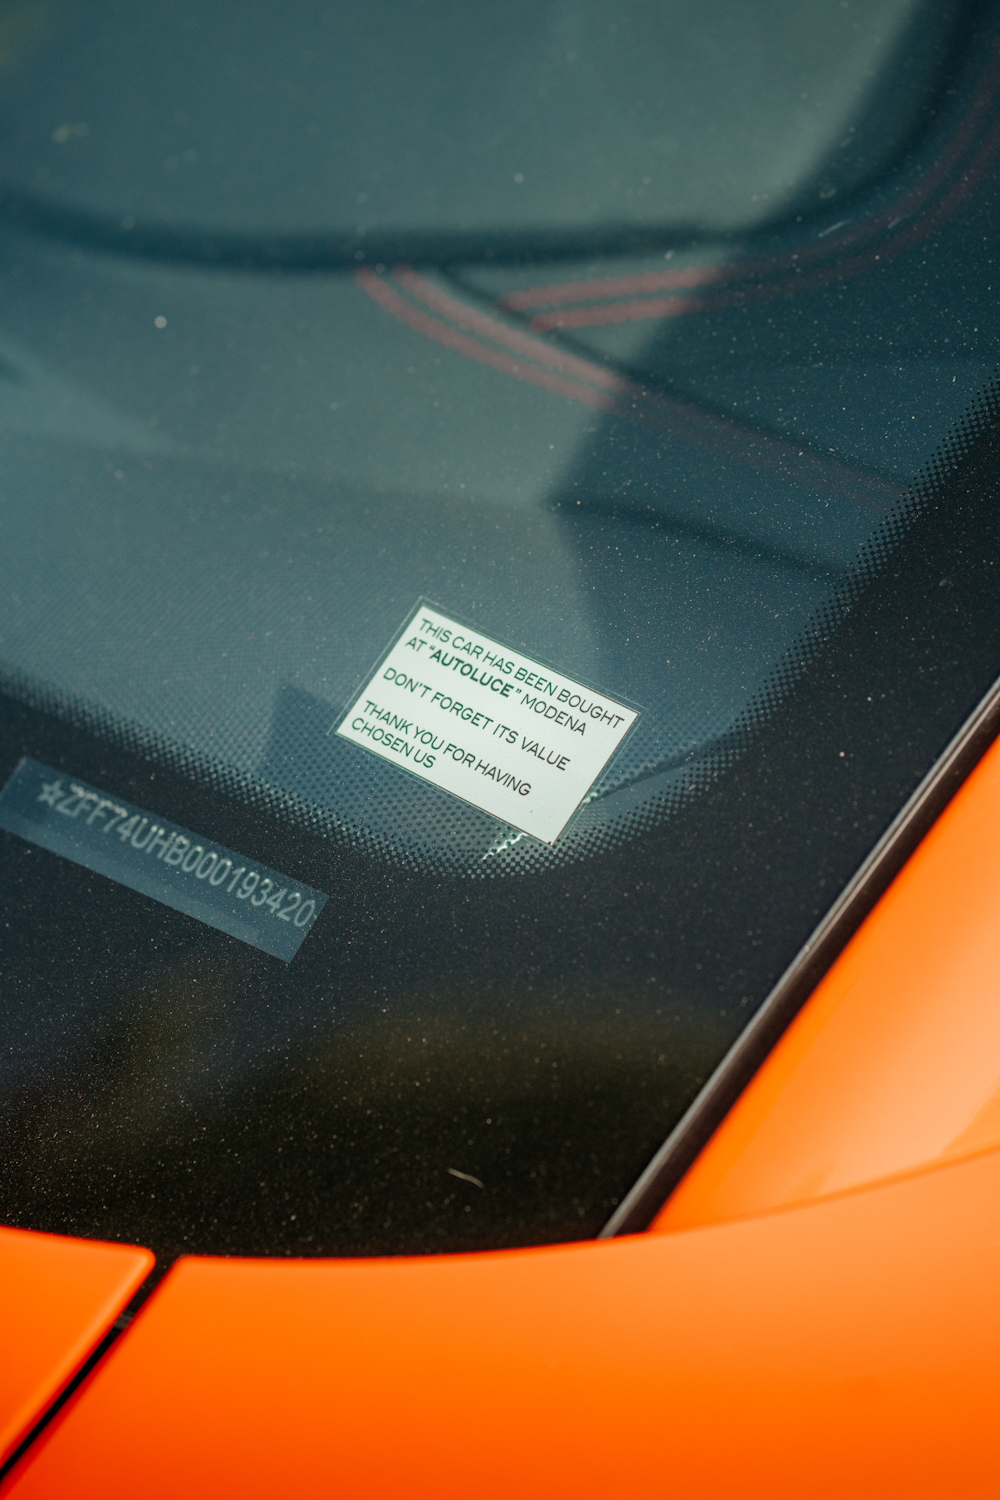 THIS CAR HAS BEEN BOUGHT
AT "AUTOLUCE" MODENA
DON'T FORGET ITS VALUE
THANK YOU FOR HAVING
CHOSEN US
★ZFF74UHB000193420